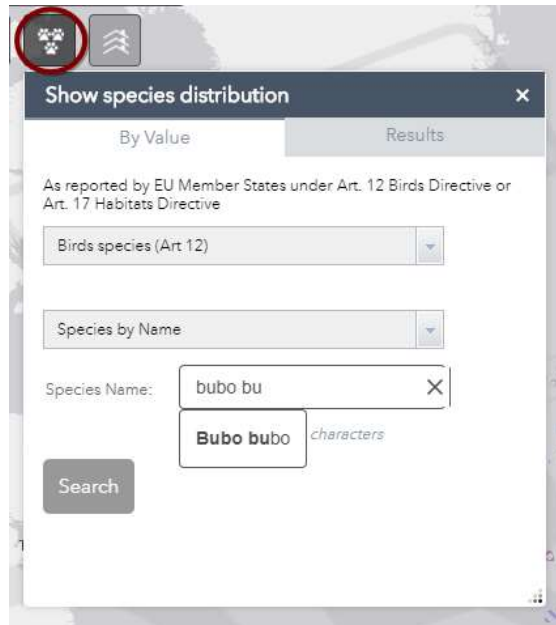 Show species distribution
By Value
Results
As reported by EU Member States under Art. 12 Birds Directive or
Art. 17 Habitats Directive
Birds species (Art 12)
Species by Name
Species Name:
bubo bu
Bubo bubo
characters
Search